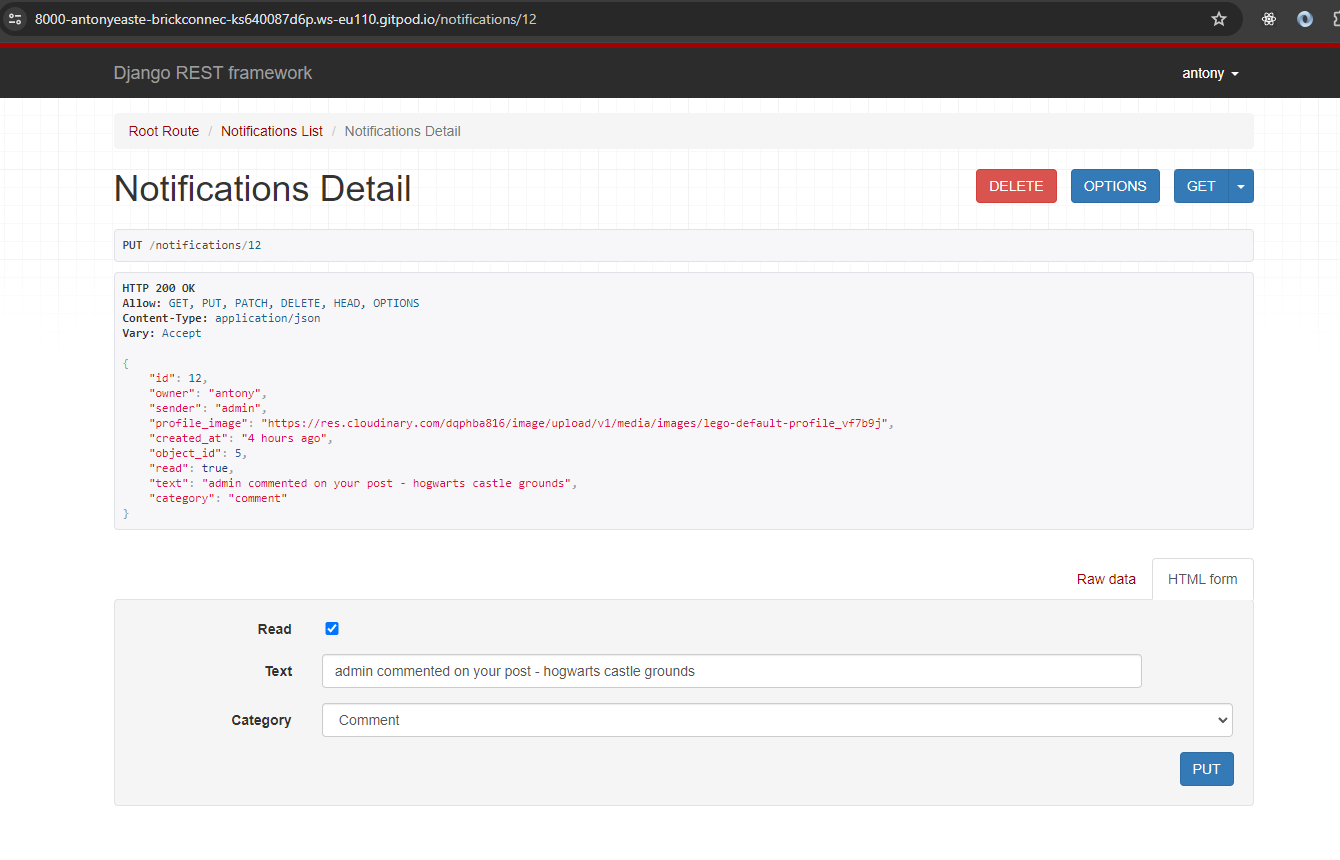 8000-antonyeaste-brickconnec-ks640087d6p.ws-eu110.gitpod.io/notifications/12
Django REST framework
antony
Root Route / Notifications List / Notifications Detail
Notifications Detail
DELETE OPTIONS GET
PUT /notifications/12
HTTP 200 OK
Allow: GET, PUT, PATCH, DELETE, HEAD, OPTIONS
Content-Type: application/json
Vary: Accept
{
    "id": 12,
    "owner": "antony",
    "sender": "admin",
    "profile_image": "https://res.cloudinary.com/dqphba816/image/upload/v1/media/images/lego-default-profile_vf7b9j",
    "created_at": "4 hours ago",
    "object_id": 5,
    "read": true,
    "text": "admin commented on your post - hogwarts castle grounds",
    "category": "comment"
}
Raw data HTML form
Read
Text admin commented on your post - hogwarts castle grounds
Category Comment
PUT